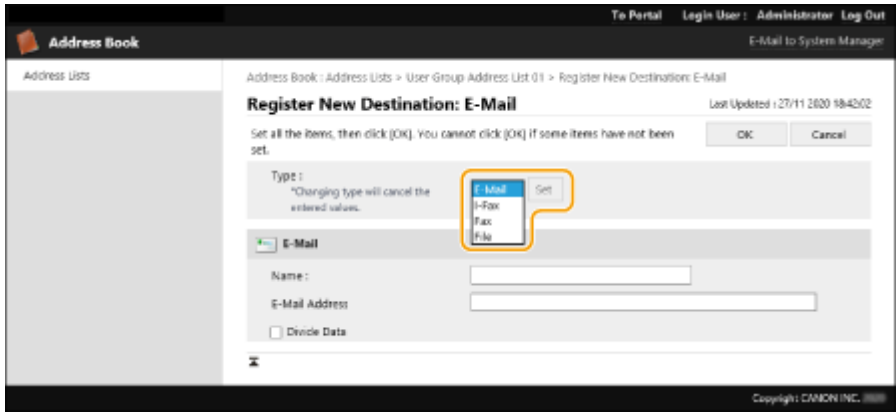 To Portal Login User : Administrator Log Out
Address Book E-Mail to System Manager
Address Lists
Address Book : Address Lists > User Group Address List 01 > Register New Destination: E-Mail
Register New Destination: E-Mail Last Updated : 27/11 2020 18:42:02
Set all the items, then click [OK]. You cannot click [OK] if some items have not been
set.
OK Cancel
Type :
*Changing type will cancel the
entered values.
E-Mail Set
I-Fax
Fax
File
E-Mail
Name :
E-Mail Address
Divide Data
Copyright CANON INC.